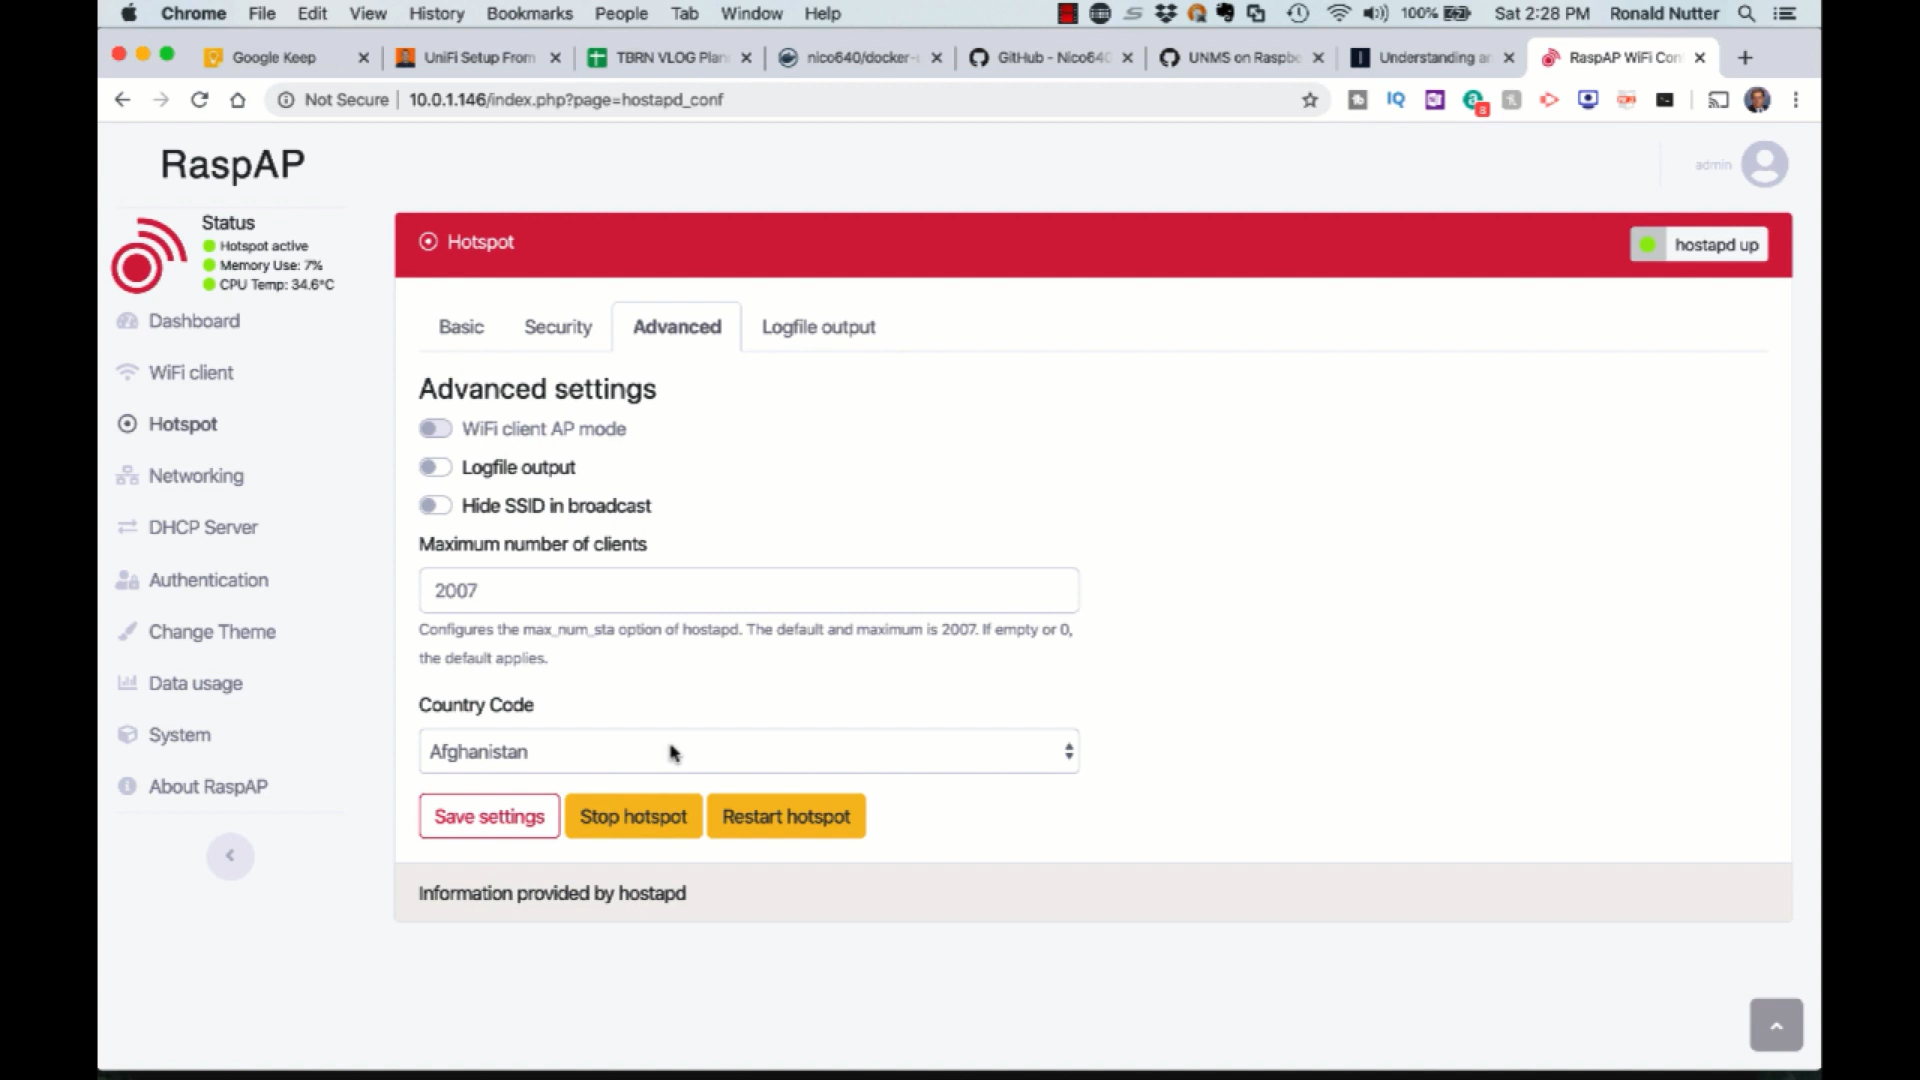 Chrome File Edit View History Bookmarks People Tab Window Help 100% Sat 2:28 PM Ronald Nutter
Google Keep UniFi Setup From TBRN VLOG Plan nico640/docker- GitHub - Nico640 UNMS on Raspb Understanding a RaspAP WiFi Con
Not Secure 10.0.1.146/index.php?page=hostapd_conf IQ
RaspAP
admin
Status
Hotspot active
Memory Use: 7%
CPU Temp: 34.6°C
Dashboard
WiFi client
Hotspot
Networking
DHCP Server
Authentication
Change Theme
Data usage
System
About RaspAP
Hotspot
hostapd up
Basic Security Advanced Logfile output
Advanced settings
WiFi client AP mode
Logfile output
Hide SSID in broadcast
Maximum number of clients
2007
Configures the max_num_sta option of hostapd. The default and maximum is 2007. If empty or 0,
the default applies.
Country Code
Afghanistan
Save settings Stop hotspot Restart hotspot
Information provided by hostapd